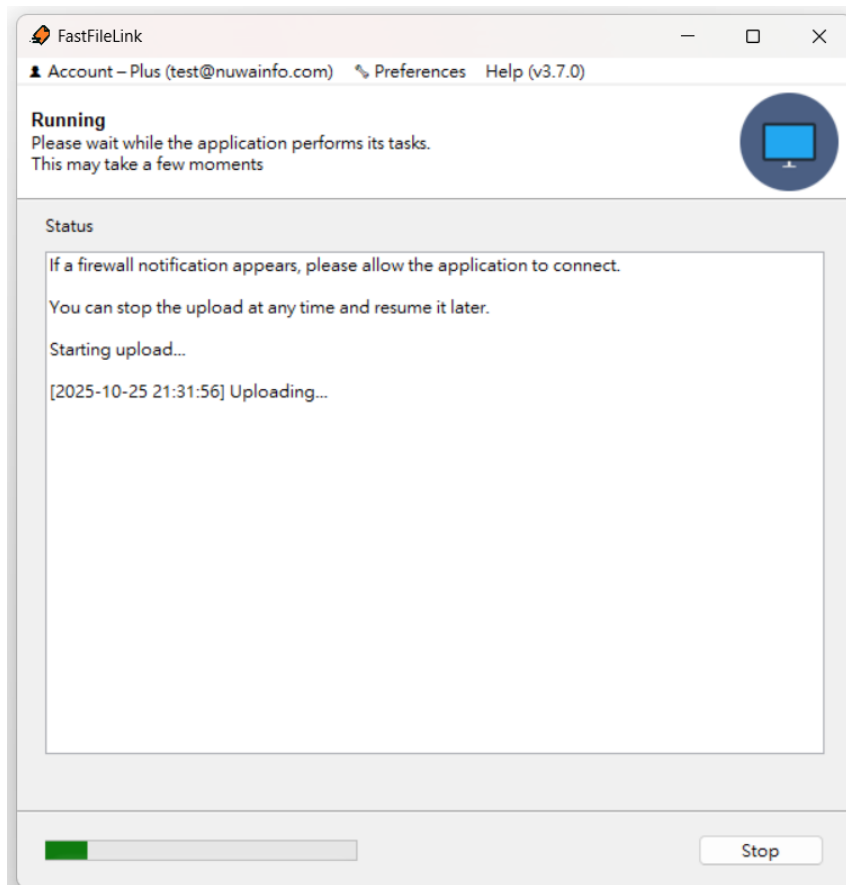 FastFileLink
Account – Plus (test@nuwainfo.com) Preferences Help (v3.7.0)
Running
Please wait while the application performs its tasks.
This may take a few moments
Status
If a firewall notification appears, please allow the application to connect.
You can stop the upload at any time and resume it later.
Starting upload...
[2025-10-25 21:31:56] Uploading...
Stop